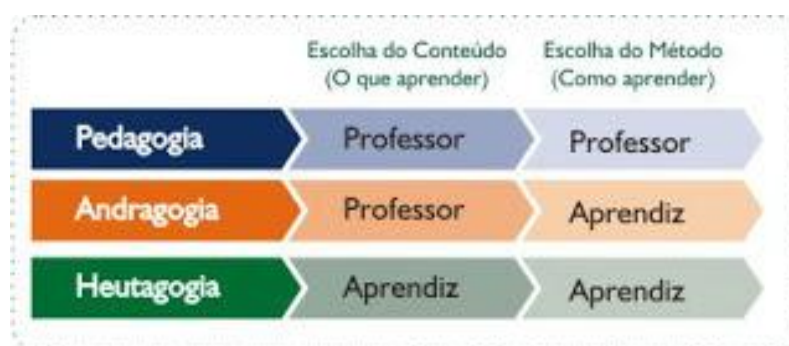 Escolha do Conteúdo
(O que aprender)
Escolha do Método
(Como aprender)
Pedagogia
Professor
Professor
Andragogia
Professor
Aprendiz
Heutagogia
Aprendiz
Aprendiz